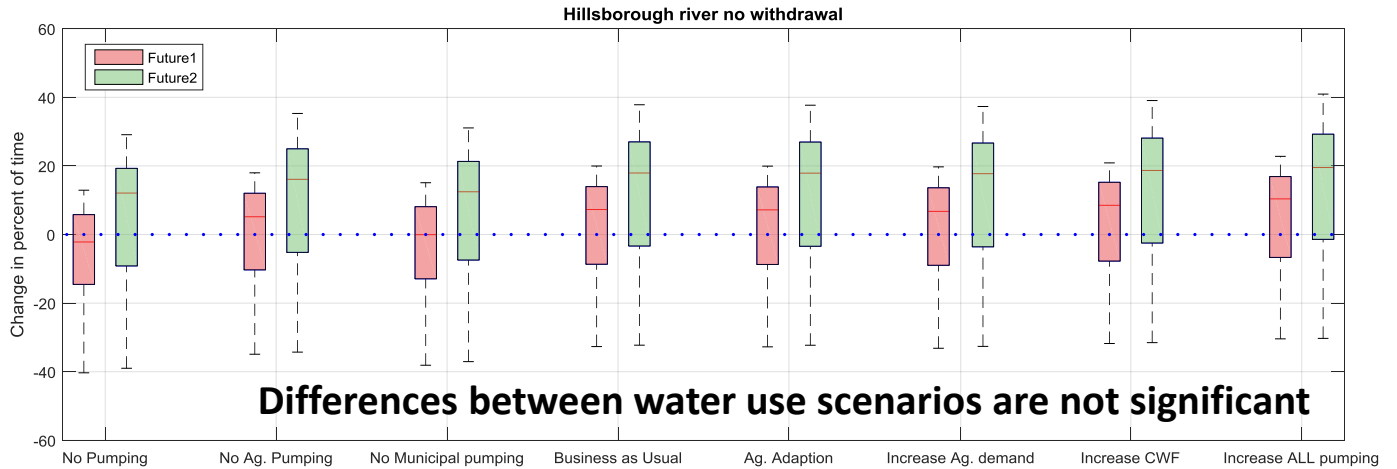 Hillsborough river no withdrawal
60
Future1
Future2
40
20
0
-20
-40
-60
Change in percent of time
Differences between water use scenarios are not significant
No Pumping No Ag. Pumping No Municipal pumping Business as Usual Ag. Adaption Increase Ag. demand Increase CWF Increase ALL pumping